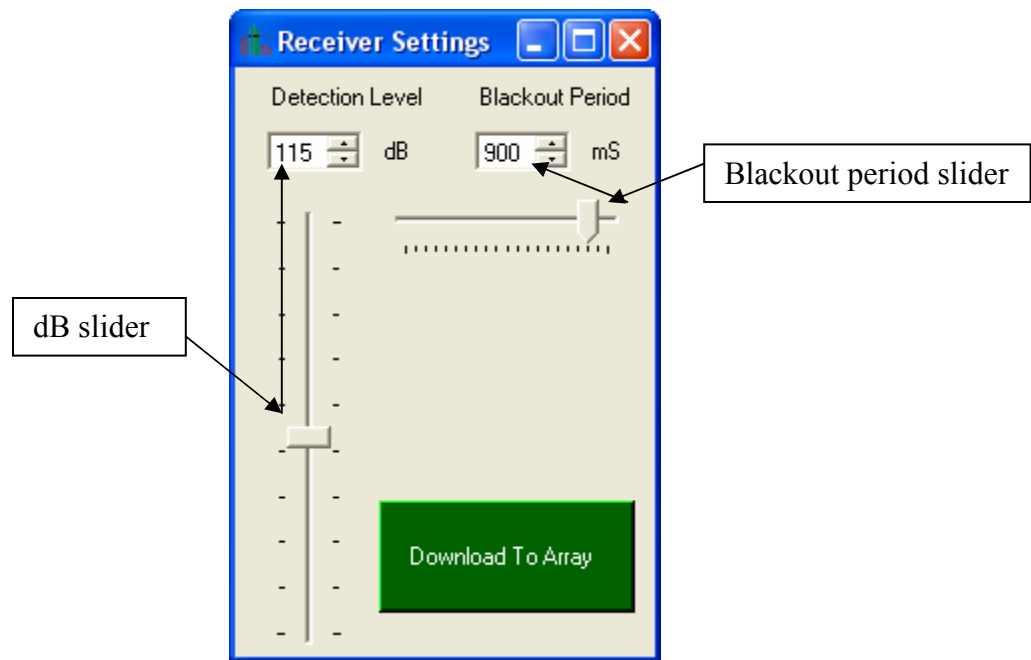 Receiver Settings
Detection Level
Blackout Period
115
dB
900
mS
Blackout period slider
dB slider
Download To Array